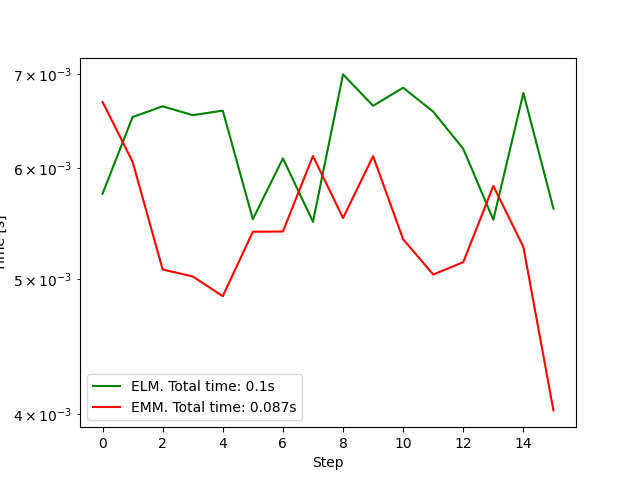 7 × 10⁻³
6 × 10⁻³
5 × 10⁻³
4 × 10⁻³
[s]
ELM. Total time: 0.1s
EMM. Total time: 0.087s
0 2 4 6 8 10 12 14
Step